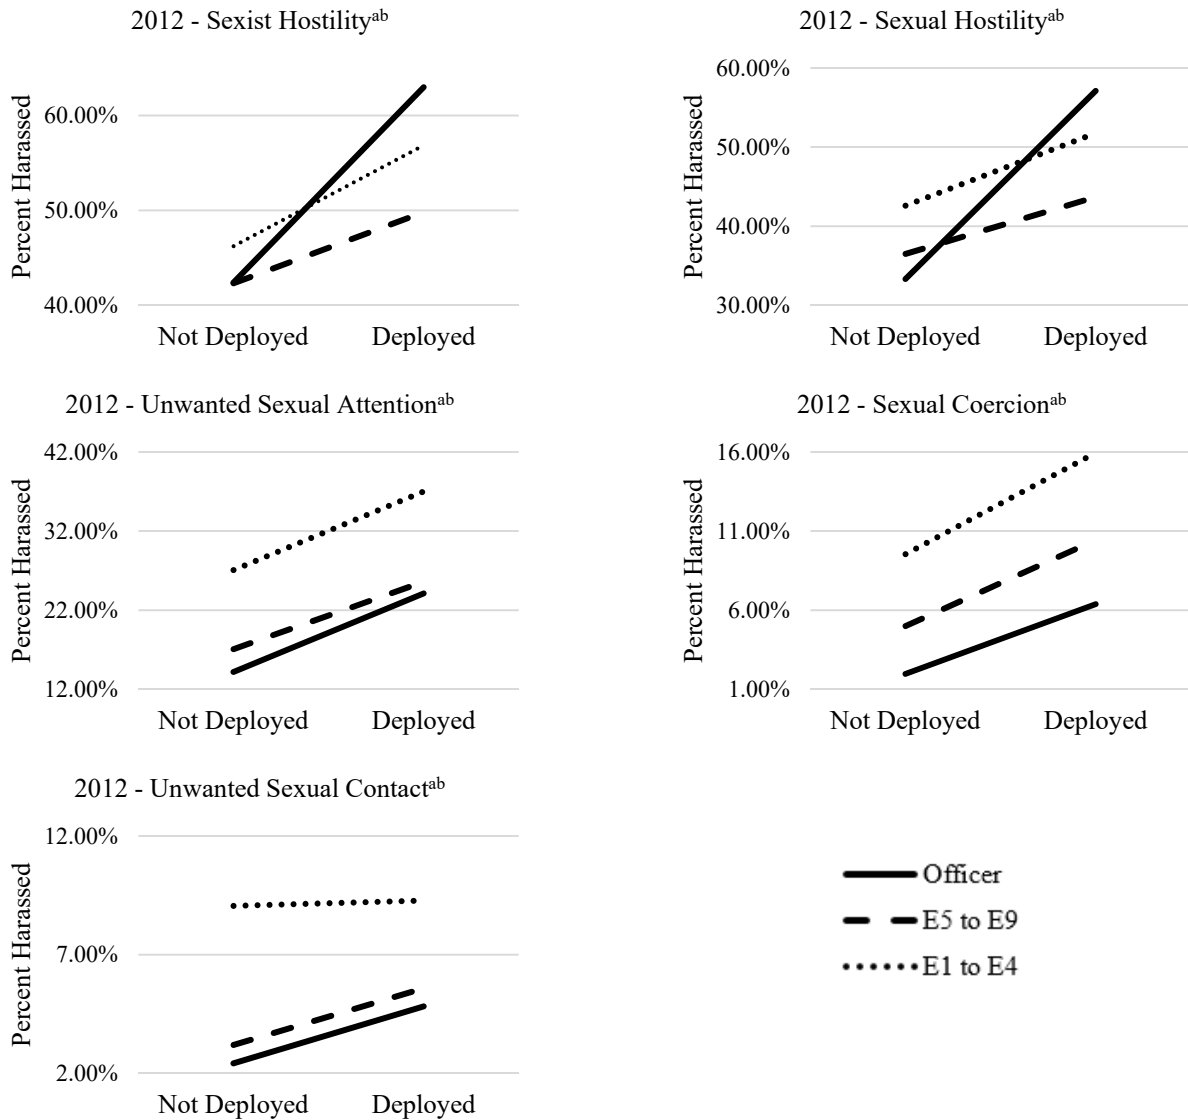 2012 - Sexist Hostilityᵃᵇ
Percent Harassed
60.00%
50.00%
40.00%
Not Deployed Deployed
2012 - Sexual Hostilityᵃᵇ
Percent Harassed
60.00%
50.00%
40.00%
30.00%
Not Deployed Deployed
2012 - Unwanted Sexual Attentionᵃᵇ
Percent Harassed
42.00%
32.00%
22.00%
12.00%
Not Deployed Deployed
2012 - Sexual Coercionᵃᵇ
Percent Harassed
16.00%
11.00%
6.00%
1.00%
Not Deployed Deployed
2012 - Unwanted Sexual Contactᵃᵇ
Percent Harassed
12.00%
7.00%
2.00%
Not Deployed Deployed
Officer
E5 to E9
E1 to E4